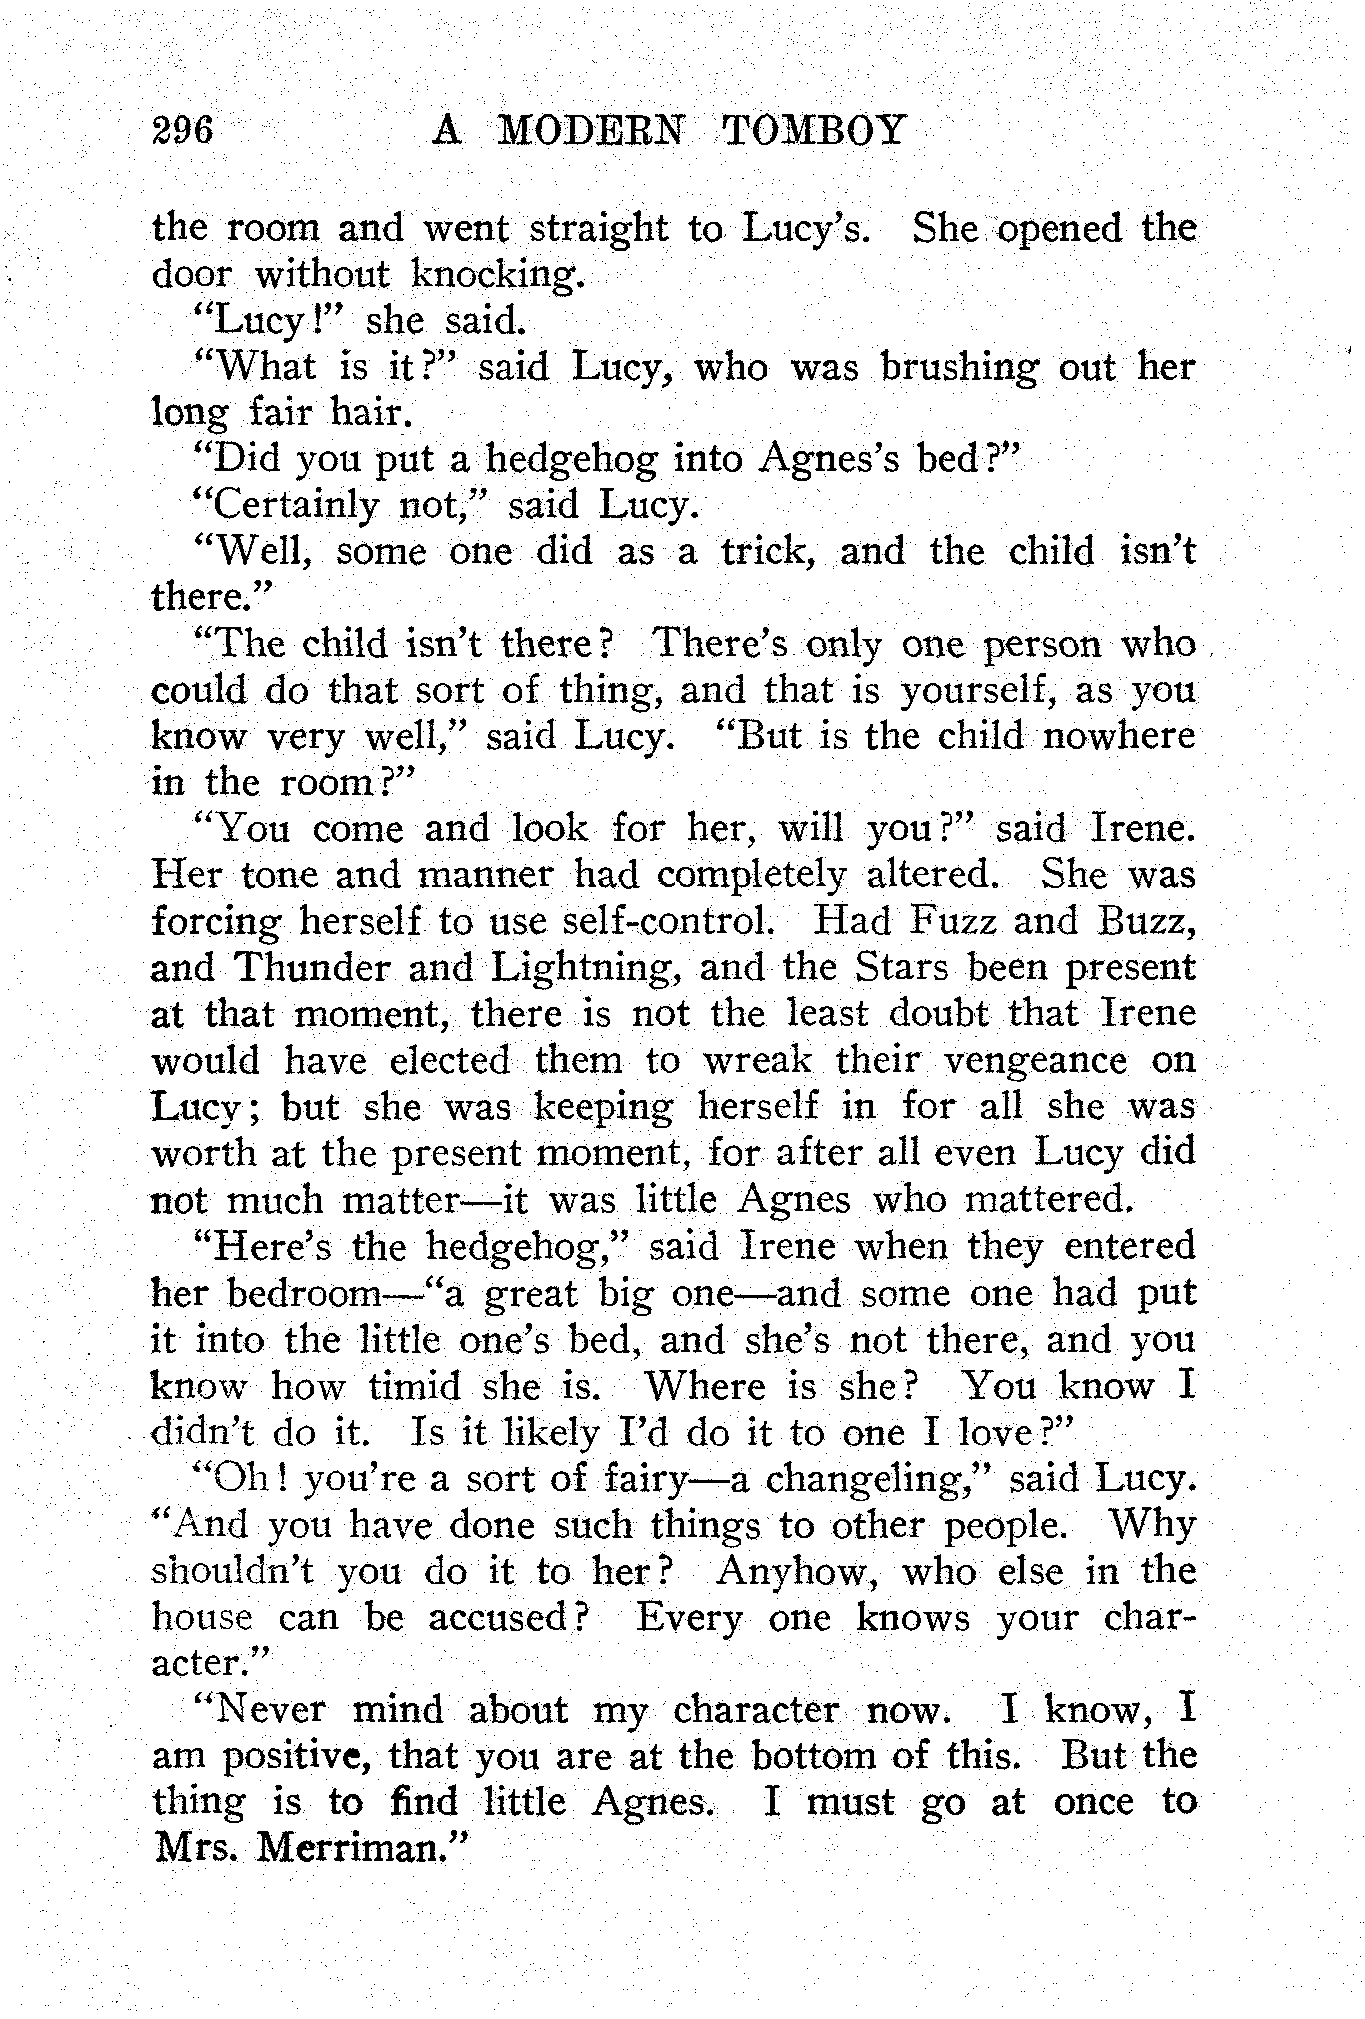 296 A MODERN TOMBOY
the room and went straight to Lucy's. She opened the
door without knocking.
"Lucy!" she said.
"What is it?" said Lucy, who was brushing out her
long fair hair.
"Did you put a hedgehog into Agnes's bed?"
"Certainly not," said Lucy.
"Well, some one did as a trick, and the child isn't
there."
"The child isn't there? There's only one person who
could do that sort of thing, and that is yourself, as you
know very well," said Lucy. "But is the child nowhere
in the room?"
"You come and look for her, will you?" said Irene.
Her tone and manner had completely altered. She was
forcing herself to use self-control. Had Fuzz and Buzz,
and Thunder and Lightning, and the Stars been present
at that moment, there is not the least doubt that Irene
would have elected them to wreak their vengeance on
Lucy; but she was keeping herself in for all she was
worth at the present moment, for after all even Lucy did
not much matter—it was little Agnes who mattered.
"Here's the hedgehog," said Irene when they entered
her bedroom—"a great big one—and some one had put
it into the little one's bed, and she's not there, and you
know how timid she is. Where is she? You know I
didn't do it. Is it likely I'd do it to one I love?"
"Oh! you're a sort of fairy—a changeling," said Lucy.
"And you have done such things to other people. Why
shouldn't you do it to her? Anyhow, who else in the
house can be accused? Every one knows your char-
acter."
"Never mind about my character now. I know, I
am positive, that you are at the bottom of this. But the
thing is to find little Agnes. I must go at once to
Mrs. Merriman."